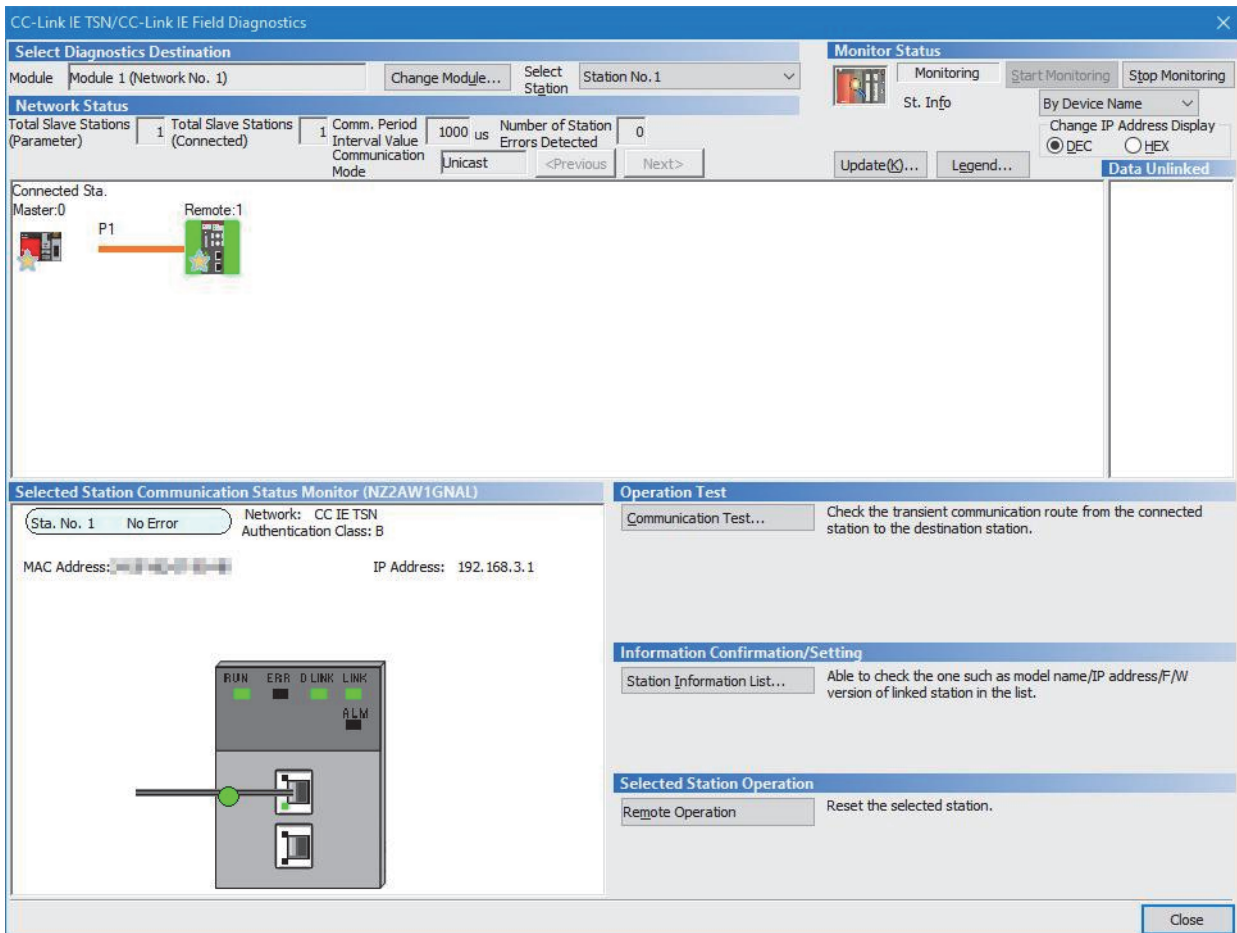 CC-Link IE TSN/CC-Link IE Field Diagnostics
Select Diagnostics Destination
Module
Module 1 (Network No. 1)
Change Module...
Select
Station
Station No.1
Monitor Status
Monitoring
Start Monitoring
Stop Monitoring
St. Info
By Device Name
Network Status
Total Slave Stations
(Parameter)
1
Total Slave Stations
(Connected)
1
Comm. Period
Interval Value
1000 us
Number of Station
Errors Detected
0
Communication
Mode
Unicast
<Previous
Next>
Change IP Address Display
DEC
HEX
Update(K)...
Legend...
Data Unlinked
Connected Sta.
Master:0
Remote:1
P1
Selected Station Communication Status Monitor (NZ2AW1GNAL)
Sta. No. 1 No Error
Network: CC IE TSN
Authentication Class: B
MAC Address:
IP Address: 192.168.3.1
RUN ERR D LINK LINK
ALM
Operation Test
Communication Test...
Check the transient communication route from the connected
station to the destination station.
Information Confirmation/Setting
Station Information List...
Able to check the one such as model name/IP address/F/W
version of linked station in the list.
Selected Station Operation
Remote Operation
Reset the selected station.
Close